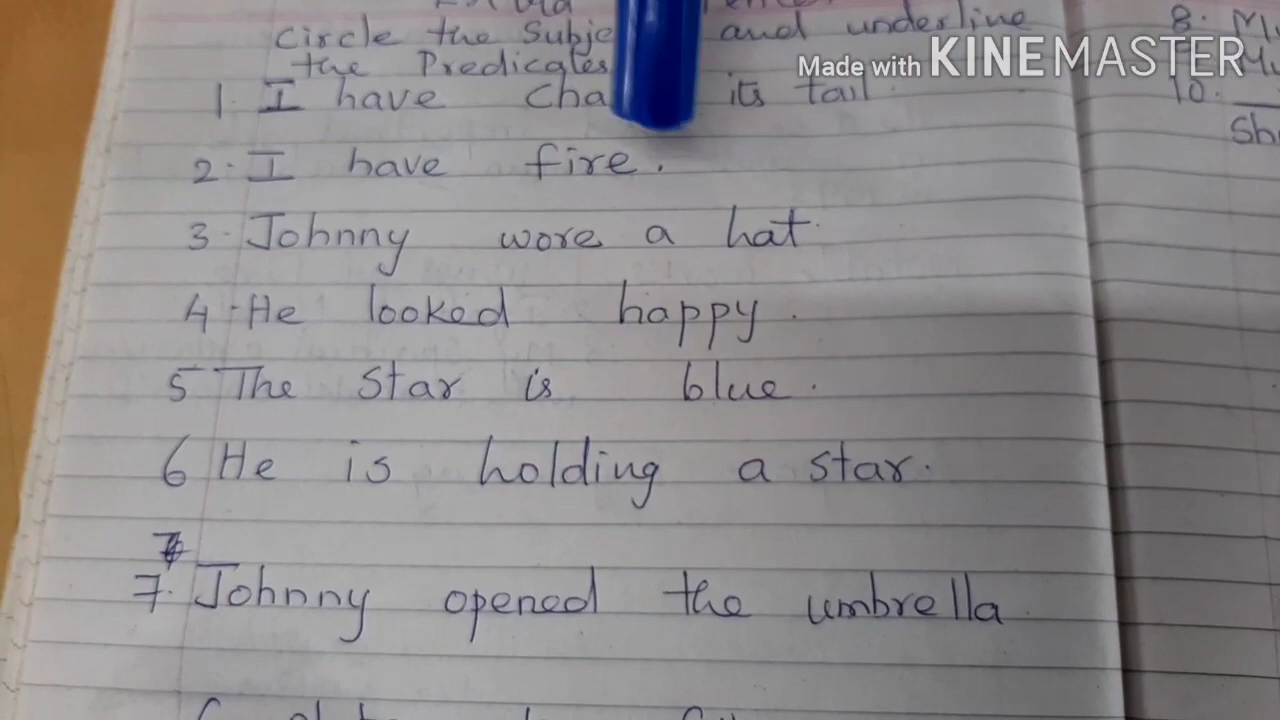 Circle the and underline
the Predicates
1. I have its tail
2. I have fire.
3. Johnny wore a hat.
4. He looked happy.
5 The star is blue.
6 He is holding a star.
7. Johnny opened the umbrella
8.
10.
Made with KINEMASTER